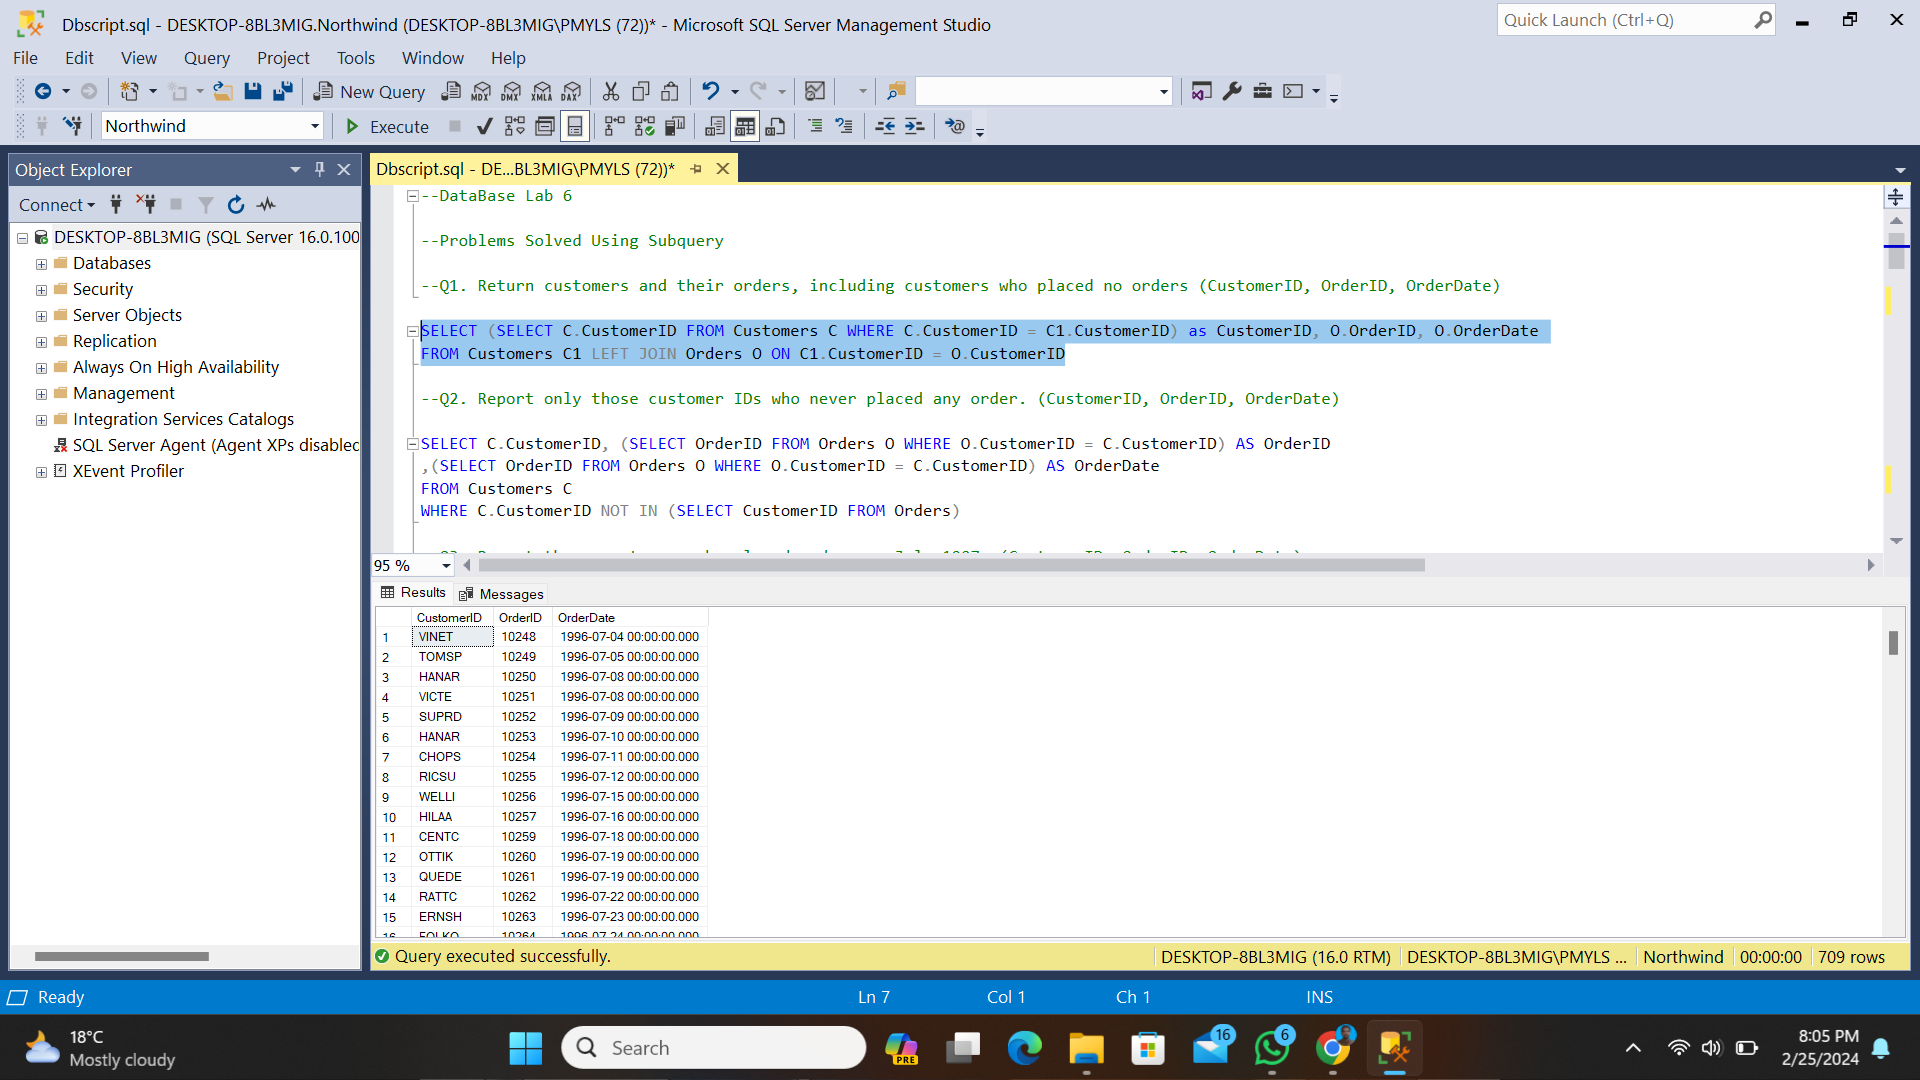 Dbscript.sql - DESKTOP-8BL3MIG.Northwind (DESKTOP-8BL3MIG\PMYLS (72))* - Microsoft SQL Server Management Studio
Quick Launch (Ctrl+Q)
File Edit View Query Project Tools Window Help
New Query MDX DMX XMLA DAX
Northwind Execute
Object Explorer
Dbscript.sql - DE...BL3MIG\PMYLS (72))*
Connect
DESKTOP-8BL3MIG (SQL Server 16.0.100
Databases
Security
Server Objects
Replication
Always On High Availability
Management
Integration Services Catalogs
SQL Server Agent (Agent XPs disabled
XEvent Profiler
--DataBase Lab 6
--Problems Solved Using Subquery
--Q1. Return customers and their orders, including customers who placed no orders (CustomerID, OrderID, OrderDate)
SELECT (SELECT C.CustomerID FROM Customers C WHERE C.CustomerID = C1.CustomerID) as CustomerID, O.OrderID, O.OrderDate
FROM Customers C1 LEFT JOIN Orders O ON C1.CustomerID = O.CustomerID
--Q2. Report only those customer IDs who never placed any order. (CustomerID, OrderID, OrderDate)
SELECT C.CustomerID, (SELECT OrderID FROM Orders O WHERE O.CustomerID = C.CustomerID) AS OrderID
,(SELECT OrderID FROM Orders O WHERE O.CustomerID = C.CustomerID) AS OrderDate
FROM Customers C
WHERE C.CustomerID NOT IN (SELECT CustomerID FROM Orders)
95 %
Results Messages
CustomerID OrderID OrderDate
1 VINET 10248 1996-07-04 00:00:00.000
2 TOMSP 10249 1996-07-05 00:00:00.000
3 HANAR 10250 1996-07-08 00:00:00.000
4 VICTE 10251 1996-07-08 00:00:00.000
5 SUPRD 10252 1996-07-09 00:00:00.000
6 HANAR 10253 1996-07-10 00:00:00.000
7 CHOPS 10254 1996-07-11 00:00:00.000
8 RICSU 10255 1996-07-12 00:00:00.000
9 WELLI 10256 1996-07-15 00:00:00.000
10 HILAA 10257 1996-07-16 00:00:00.000
11 CENTC 10259 1996-07-18 00:00:00.000
12 OTTIK 10260 1996-07-19 00:00:00.000
13 QUEDE 10261 1996-07-19 00:00:00.000
14 RATTC 10262 1996-07-22 00:00:00.000
15 ERNSH 10263 1996-07-23 00:00:00.000
16 FOLKO 10264 1996-07-24 00:00:00.000
Query executed successfully.
DESKTOP-8BL3MIG (16.0 RTM) DESKTOP-8BL3MIG\PMYLS ... Northwind 00:00:00 709 rows
Ready Ln 7 Col 1 Ch 1 INS
18°C
Mostly cloudy
Search
PRE
16
6
8:05 PM
2/25/2024